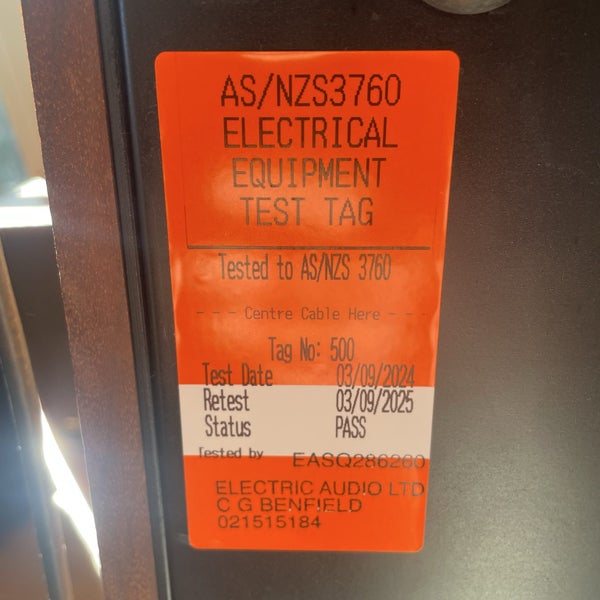 AS/NZS3760
ELECTRICAL
EQUIPMENT
TEST TAG
Tested to AS/NZS 3760
- - - Centre Cable Here - - -
Tag No: 500
Test Date 03/09/2024
Retest 03/09/2025
Status PASS
Tested by EASQ286260
ELECTRIC AUDIO LTD
C G BENFIELD
021515184